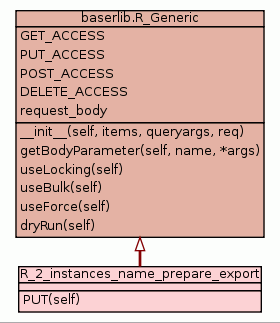 baserlib.R_Generic
GET_ACCESS
PUT_ACCESS
POST_ACCESS
DELETE_ACCESS
request_body
__init__(self, items, queryargs, req)
getBodyParameter(self, name, *args)
useLocking(self)
useBulk(self)
useForce(self)
dryRun(self)
R_2_instances_name_prepare_export
PUT(self)